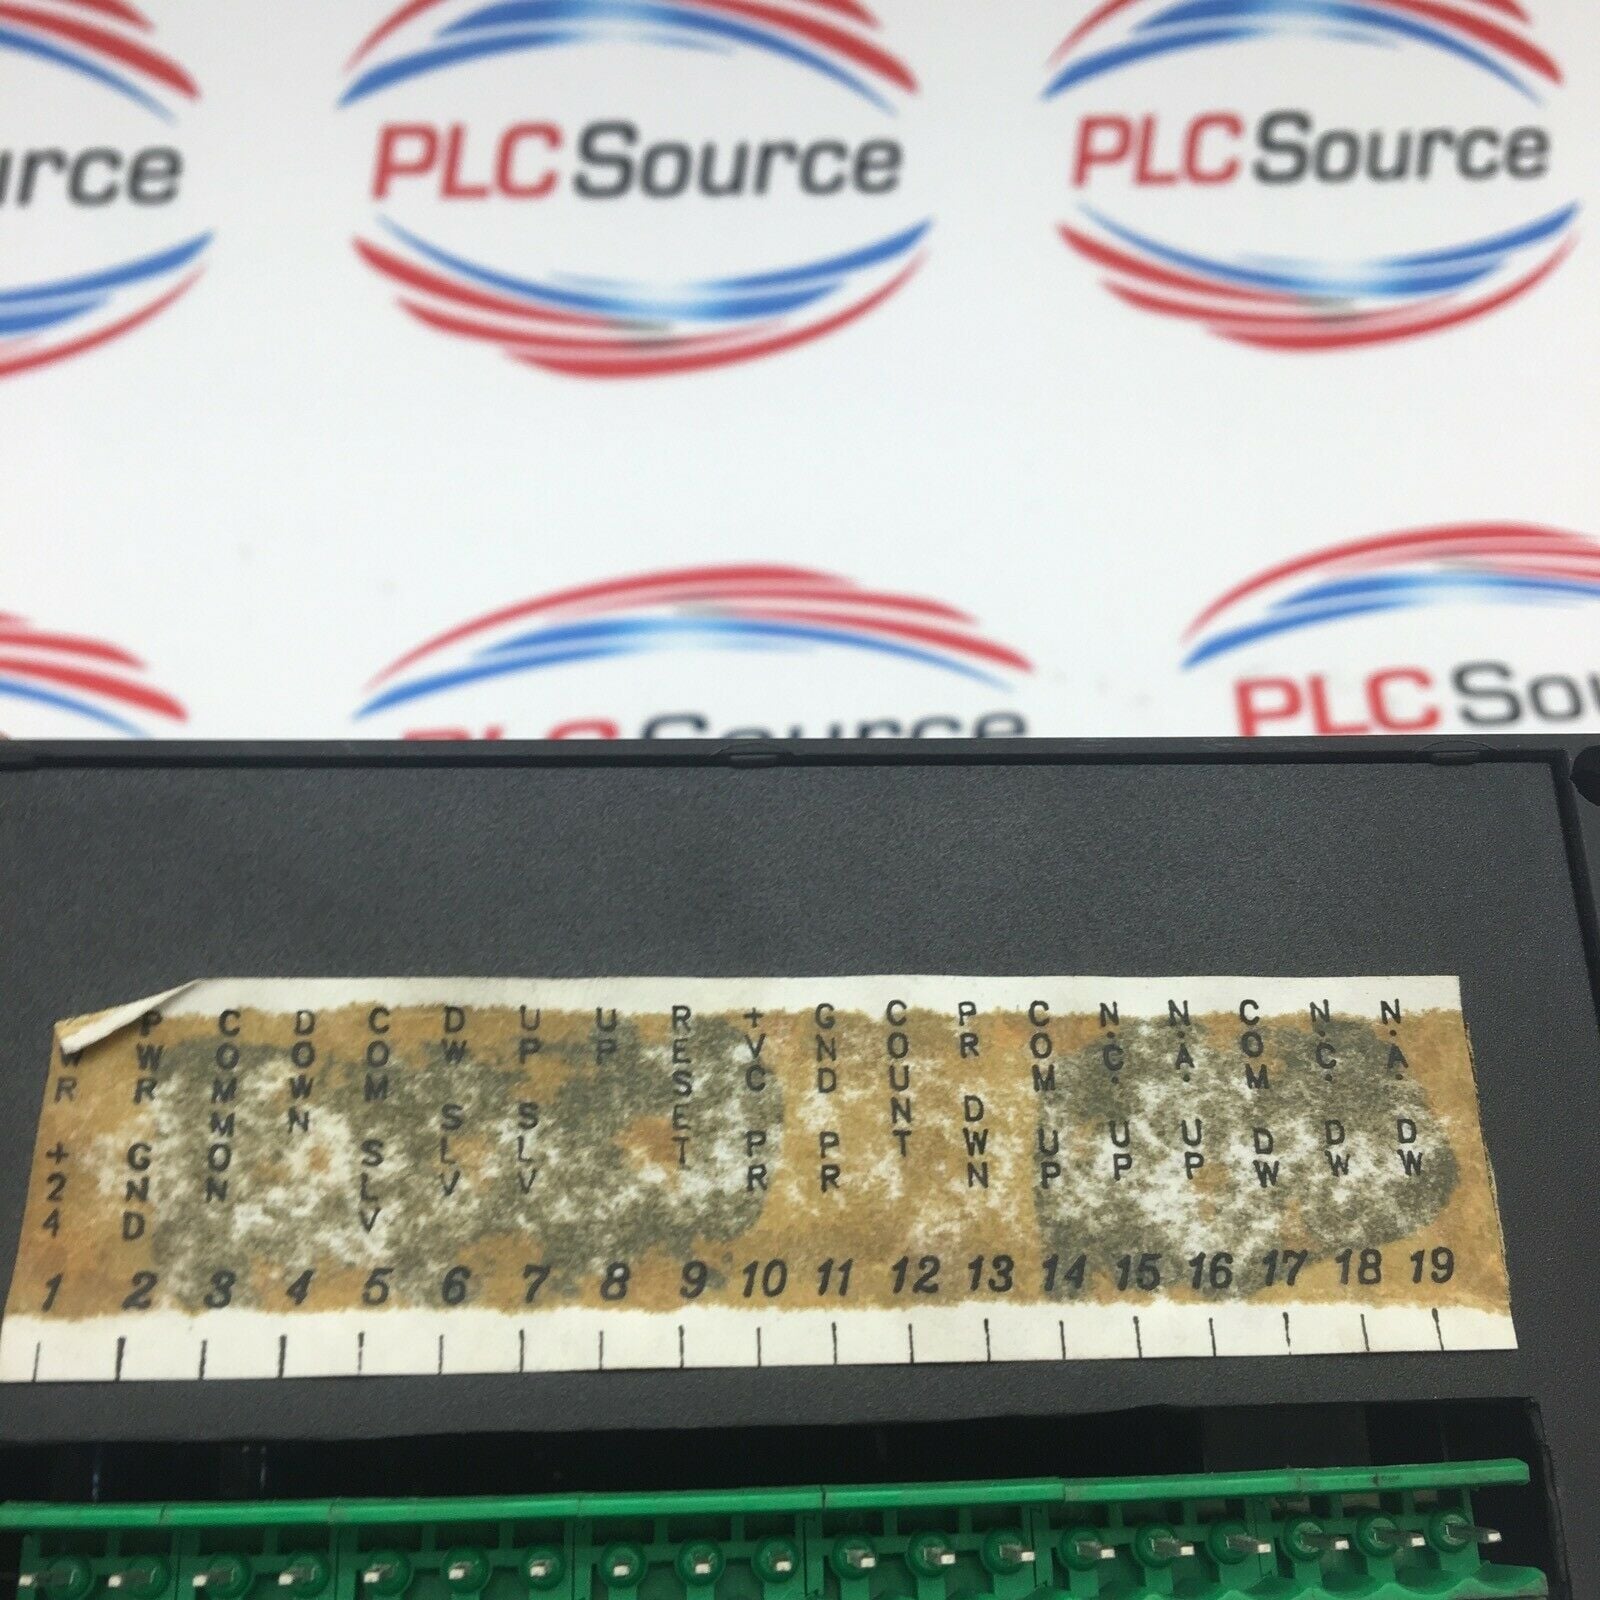 urce
PLC Source
PLC Source
PLC Source
PLC Sou
WR +24
PWR GND
COMMON
DOWN
COM SLV
DW SLV
UP SLV
UP
RESET
+VC PR
GND PR
COUNT
PR DWN
COM UP
N.C. UP
N.A. UP
COM DW
N.C. DW
N.A. DW
1 2 3 4 5 6 7 8 9 10 11 12 13 14 15 16 17 18 19